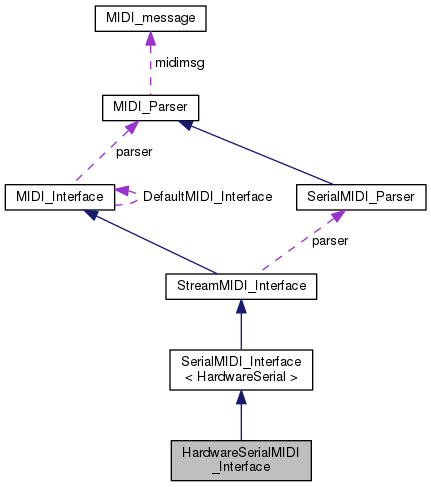 MIDI_message
midimsg
MIDI_Parser
parser
MIDI_Interface
DefaultMIDI_Interface
SerialMIDI_Parser
parser
StreamMIDI_Interface
SerialMIDI_Interface
< HardwareSerial >
HardwareSerialMIDI
_Interface